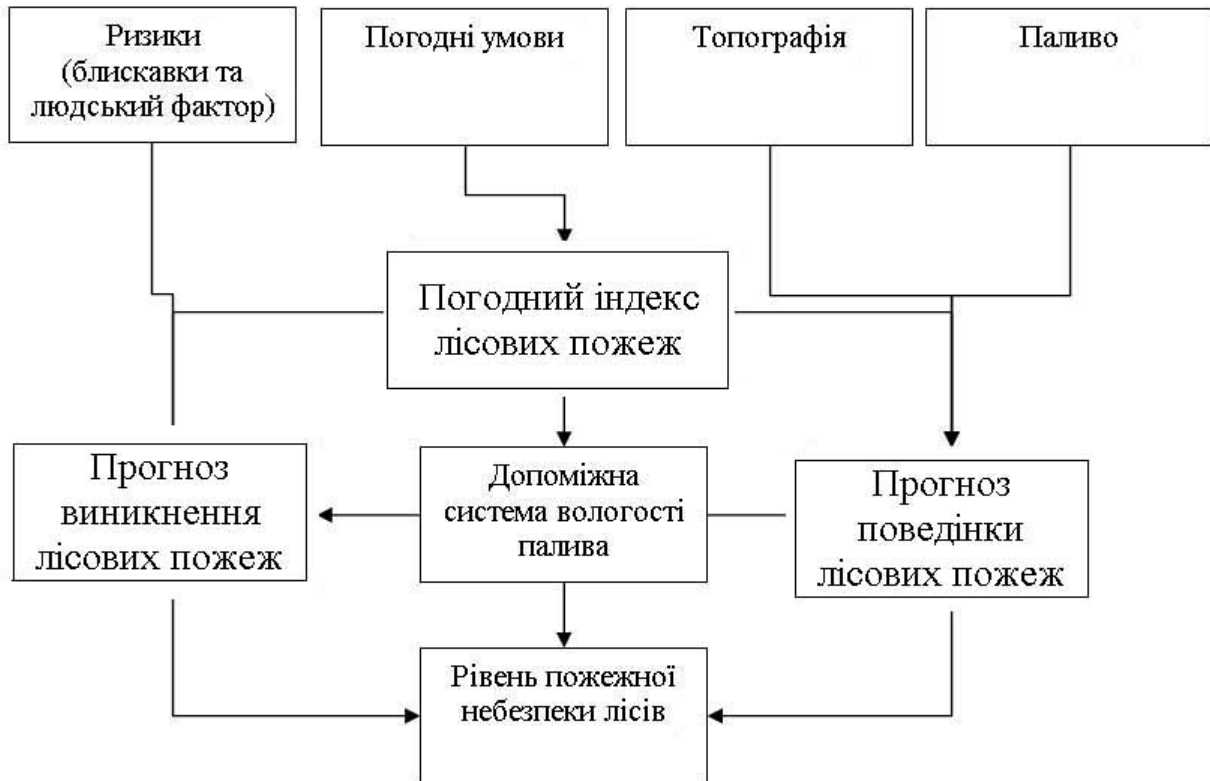 Ризики
(блискавки та
людський фактор)
Погодні умови
Топографія
Паливо
Погодний індекс
лісових пожеж
Прогноз
виникнення
лісових пожеж
Допоміжна
система вологості
палива
Прогноз
поведінки
лісових пожеж
Рівень пожежної
небезпеки лісів